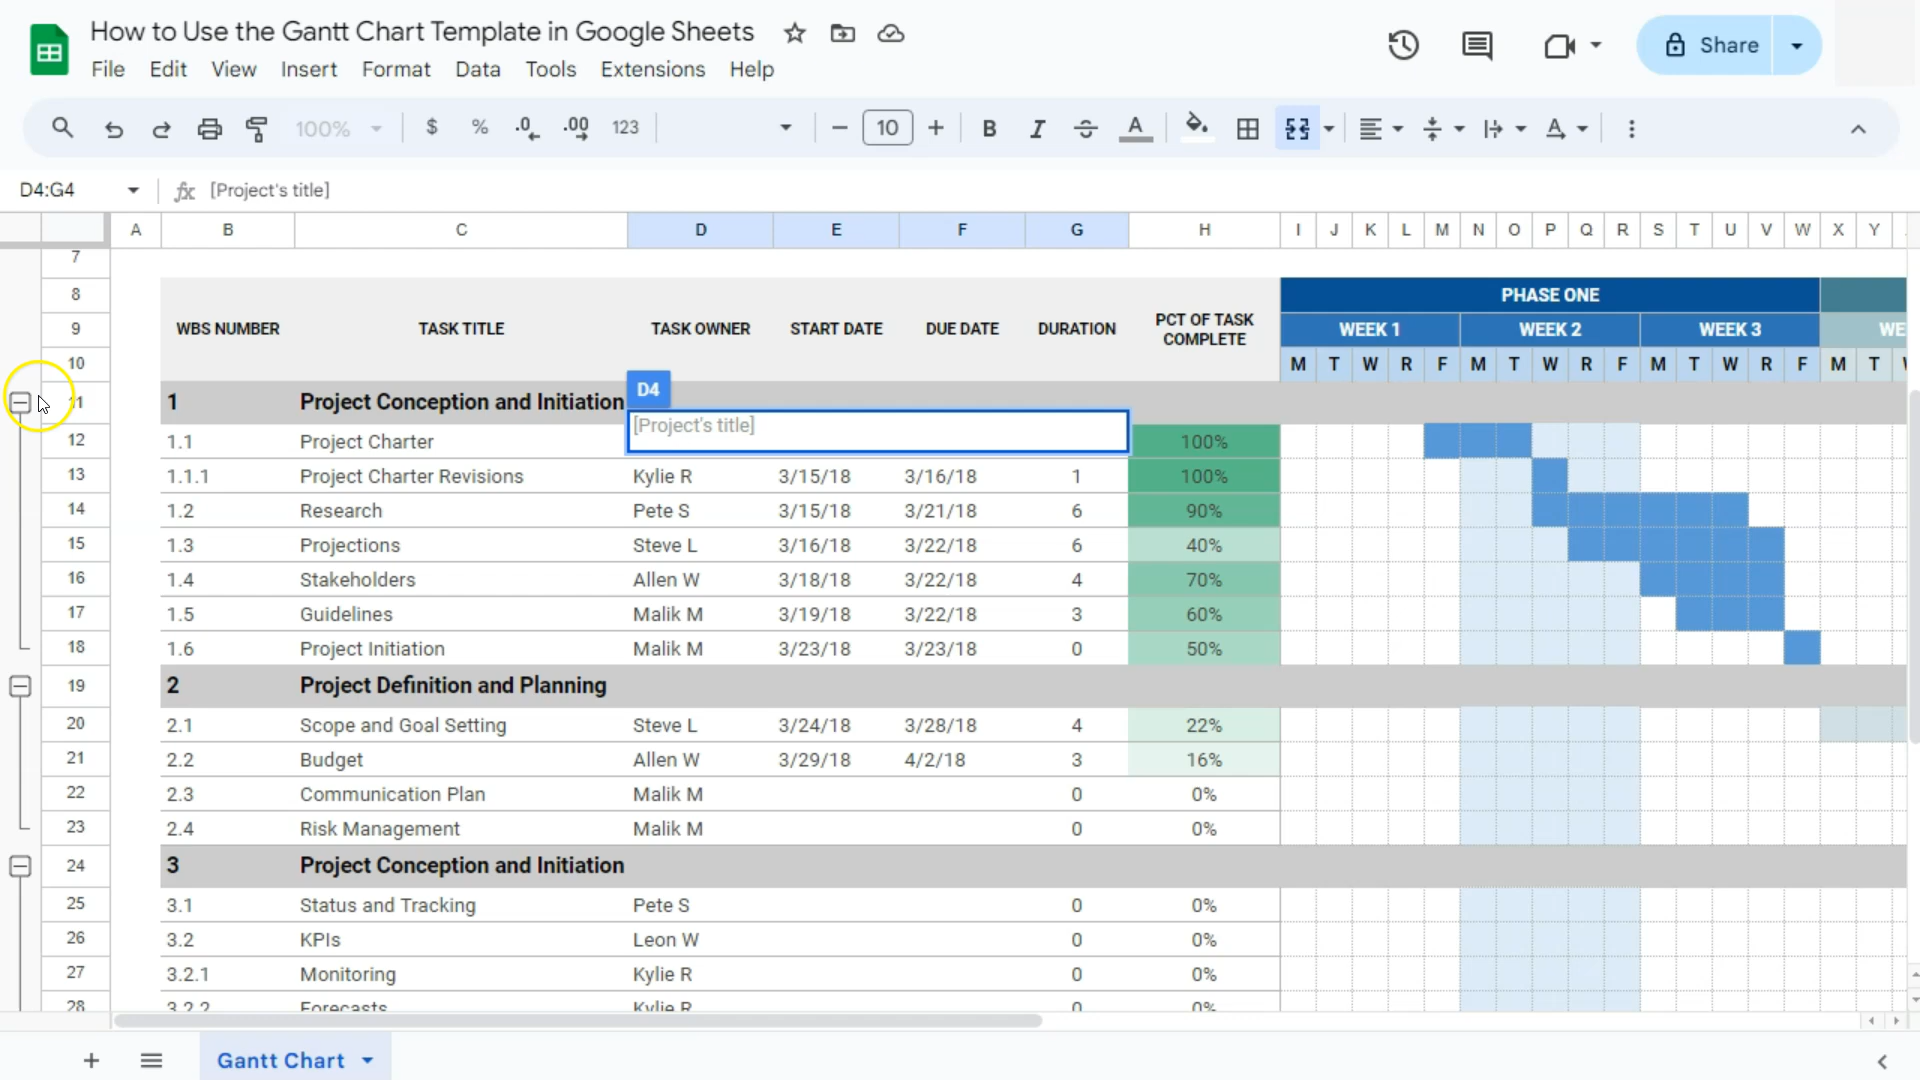 How to Use the Gantt Chart Template in Google Sheets
File Edit View Insert Format Data Tools Extensions Help
Share
100% $ % .0 .00 123 10 B I A A
D4:G4 fx [Project's title]
A B C D E F G H I J K L M N O P Q R S T U V W X Y
7
8 PHASE ONE
9 WBS NUMBER TASK TITLE TASK OWNER START DATE DUE DATE DURATION PCT OF TASK COMPLETE WEEK 1 WEEK 2 WEEK 3 WE
10 M T W R F M T W R F M T W R F M T
D4
[Project's title]
11 1 Project Conception and Initiation
12 1.1 Project Charter 100%
13 1.1.1 Project Charter Revisions Kylie R 3/15/18 3/16/18 1 100%
14 1.2 Research Pete S 3/15/18 3/21/18 6 90%
15 1.3 Projections Steve L 3/16/18 3/22/18 6 40%
16 1.4 Stakeholders Allen W 3/18/18 3/22/18 4 70%
17 1.5 Guidelines Malik M 3/19/18 3/22/18 3 60%
18 1.6 Project Initiation Malik M 3/23/18 3/23/18 0 50%
19 2 Project Definition and Planning
20 2.1 Scope and Goal Setting Steve L 3/24/18 3/28/18 4 22%
21 2.2 Budget Allen W 3/29/18 4/2/18 3 16%
22 2.3 Communication Plan Malik M 0 0%
23 2.4 Risk Management Malik M 0 0%
24 3 Project Conception and Initiation
25 3.1 Status and Tracking Pete S 0 0%
26 3.2 KPIs Leon W 0 0%
27 3.2.1 Monitoring Kylie R 0 0%
28 3.2.2 Forecasts Kylie R 0 0%
Gantt Chart